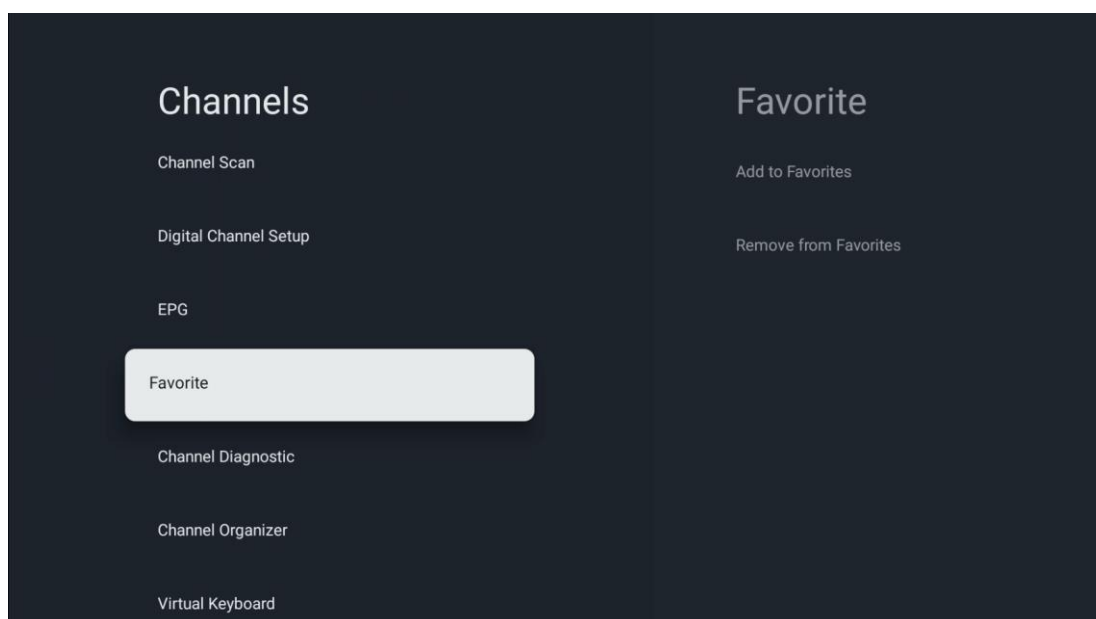 Channels
Channel Scan
Digital Channel Setup
EPG
Favorite
Channel Diagnostic
Channel Organizer
Virtual Keyboard
Favorite
Add to Favorites
Remove from Favorites